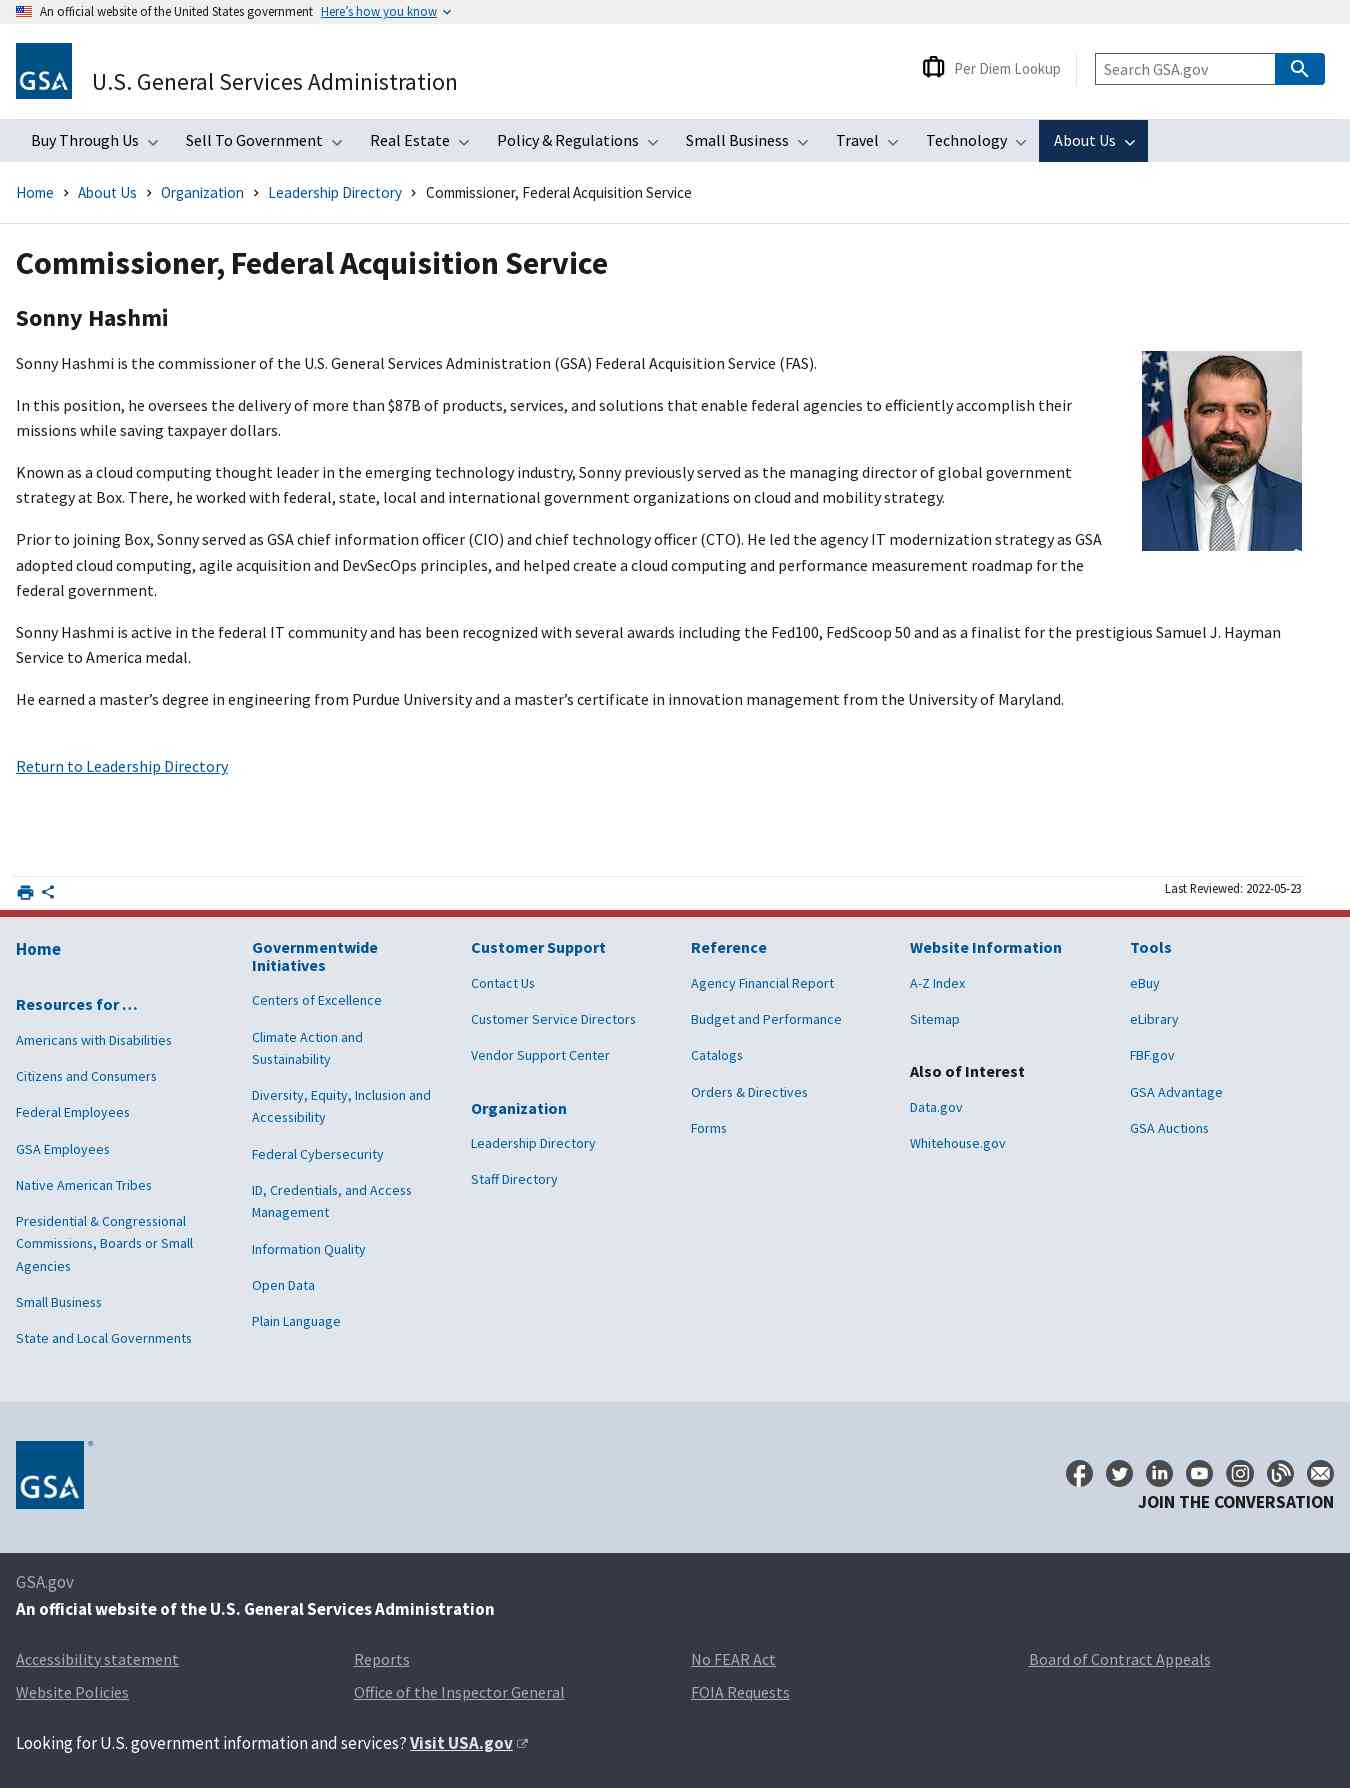 An official website of the United States government Here's how you know
GSA
U.S. General Services Administration
Per Diem Lookup
Search GSA.gov
Buy Through Us Sell To Government Real Estate Policy & Regulations Small Business Travel Technology About Us
Home About Us Organization Leadership Directory Commissioner, Federal Acquisition Service
Commissioner, Federal Acquisition Service
Sonny Hashmi
Sonny Hashmi is the commissioner of the U.S. General Services Administration (GSA) Federal Acquisition Service (FAS).
In this position, he oversees the delivery of more than $87B of products, services, and solutions that enable federal agencies to efficiently accomplish their
missions while saving taxpayer dollars.
Known as a cloud computing thought leader in the emerging technology industry, Sonny previously served as the managing director of global government
strategy at Box. There, he worked with federal, state, local and international government organizations on cloud and mobility strategy.
Prior to joining Box, Sonny served as GSA chief information officer (CIO) and chief technology officer (CTO). He led the agency IT modernization strategy as GSA
adopted cloud computing, agile acquisition and DevSecOps principles, and helped create a cloud computing and performance measurement roadmap for the
federal government.
Sonny Hashmi is active in the federal IT community and has been recognized with several awards including the Fed100, FedScoop 50 and as a finalist for the prestigious Samuel J. Hayman
Service to America medal.
He earned a master’s degree in engineering from Purdue University and a master’s certificate in innovation management from the University of Maryland.
Return to Leadership Directory
Last Reviewed: 2022-05-23
Home
Resources for …
Americans with Disabilities
Citizens and Consumers
Federal Employees
GSA Employees
Native American Tribes
Presidential & Congressional
Commissions, Boards or Small
Agencies
Small Business
State and Local Governments
Governmentwide
Initiatives
Centers of Excellence
Climate Action and
Sustainability
Diversity, Equity, Inclusion and
Accessibility
Federal Cybersecurity
ID, Credentials, and Access
Management
Information Quality
Open Data
Plain Language
Customer Support
Contact Us
Customer Service Directors
Vendor Support Center
Organization
Leadership Directory
Staff Directory
Reference
Agency Financial Report
Budget and Performance
Catalogs
Orders & Directives
Forms
Website Information
A-Z Index
Sitemap
Also of Interest
Data.gov
Whitehouse.gov
Tools
eBuy
eLibrary
FBF.gov
GSA Advantage
GSA Auctions
GSA
JOIN THE CONVERSATION
GSA.gov
An official website of the U.S. General Services Administration
Accessibility statement Reports No FEAR Act Board of Contract Appeals
Website Policies Office of the Inspector General FOIA Requests
Looking for U.S. government information and services? Visit USA.gov